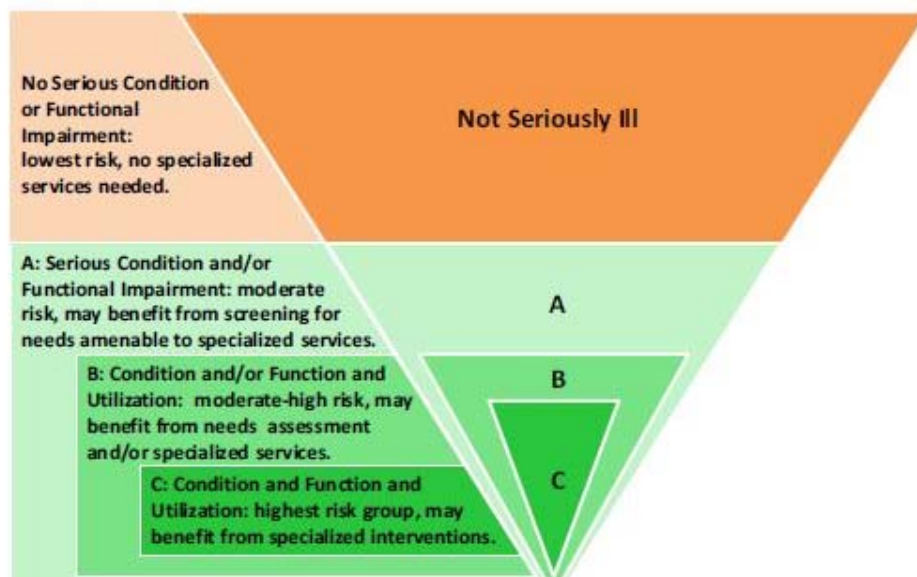 No Serious Condition
or Functional
Impairment:
lowest risk, no specialized
services needed.
Not Seriously Ill
A: Serious Condition and/or
Functional Impairment: moderate
risk, may benefit from screening for
needs amenable to specialized services.
A
B: Condition and/or Function and
Utilization: moderate-high risk, may
benefit from needs assessment
and/or specialized services.
B
C: Condition and Function and
Utilization: highest risk group, may
benefit from specialized interventions.
C